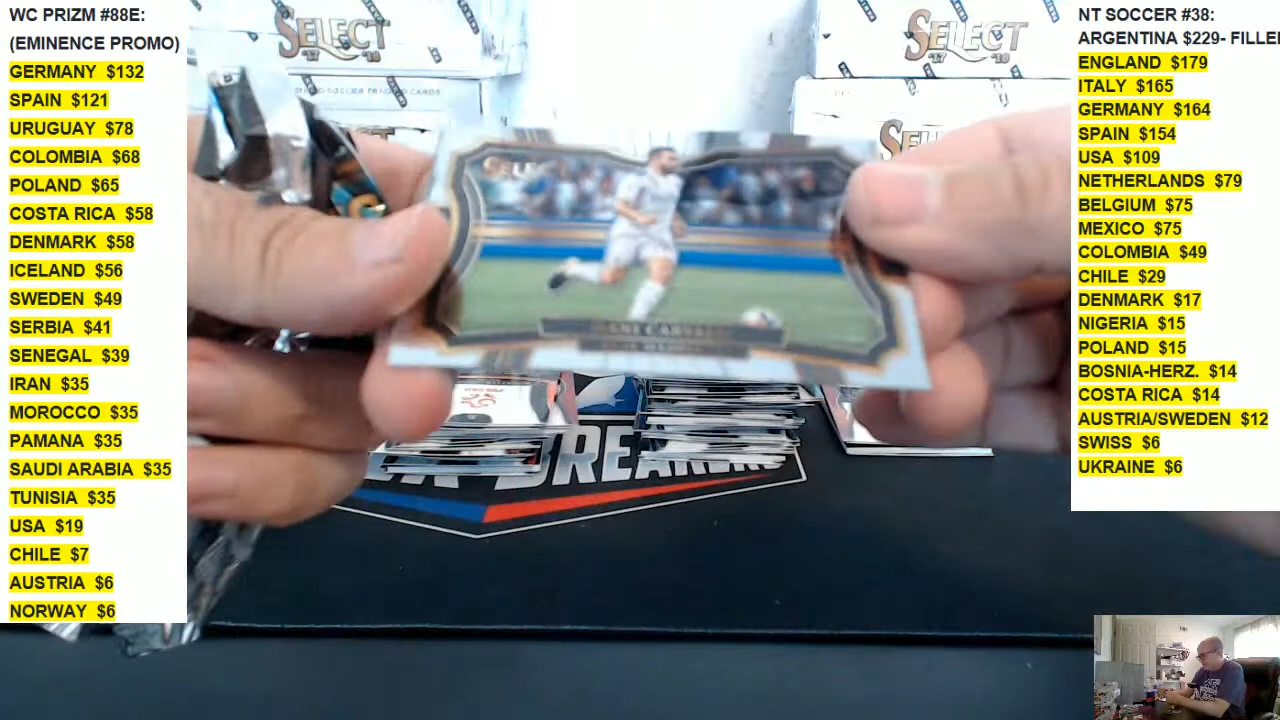 WC PRIZM #88E:
(EMINENCE PROMO)
GERMANY $132
SPAIN $121
URUGUAY $78
COLOMBIA $68
POLAND $65
COSTA RICA $58
DENMARK $58
ICELAND $56
SWEDEN $49
SERBIA $41
SENEGAL $39
IRAN $35
MOROCCO $35
PAMANA $35
SAUDI ARABIA $35
TUNISIA $35
USA $19
CHILE $7
AUSTRIA $6
NORWAY $6
SELECT
'17 '18
SELECT
'17 '18
NT SOCCER #38:
ARGENTINA $229- FILLE
ENGLAND $179
ITALY $165
GERMANY $164
SPAIN $154
USA $109
NETHERLANDS $79
BELGIUM $75
MEXICO $75
COLOMBIA $49
CHILE $29
DENMARK $17
NIGERIA $15
POLAND $15
BOSNIA-HERZ. $14
COSTA RICA $14
AUSTRIA/SWEDEN $12
SWISS $6
UKRAINE $6